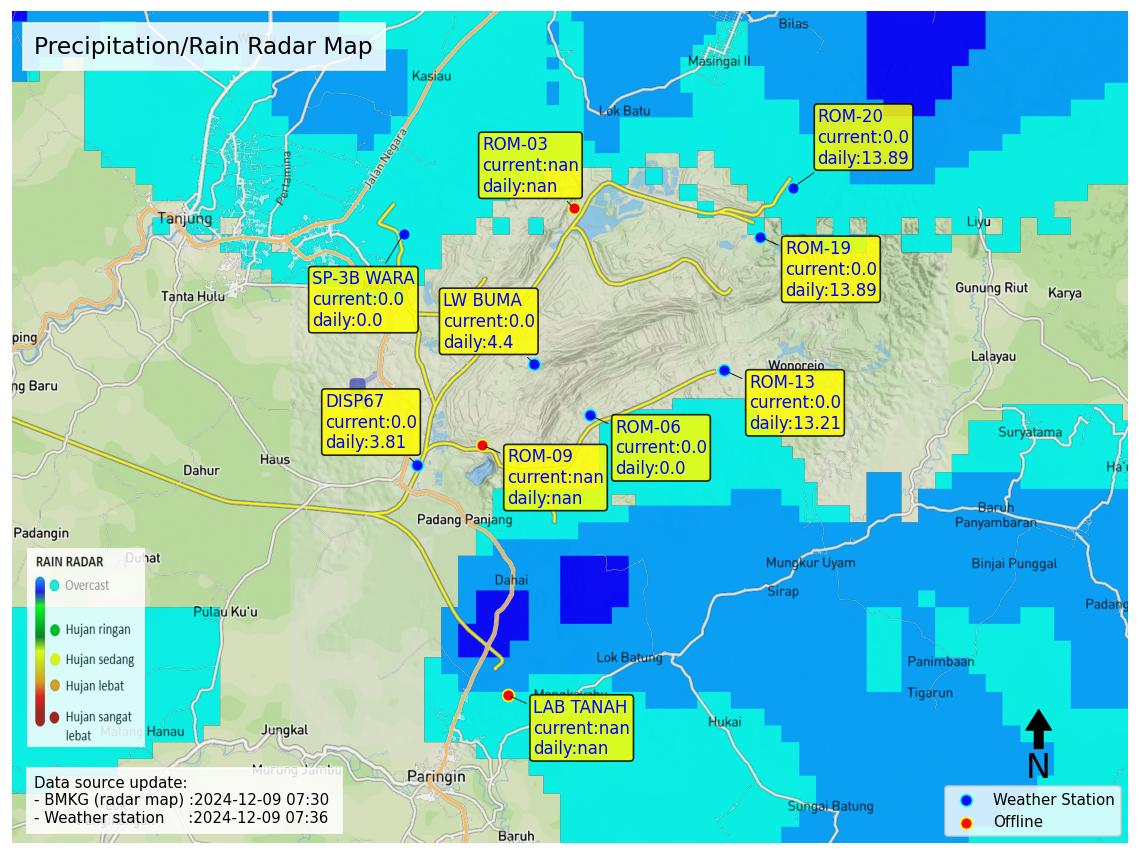 Precipitation/Rain Radar Map
Bilas
Masingai II
Kasiau
Lok Batu
ROM-20
current:0.0
daily:13.89
ROM-03
current:nan
daily:nan
Jalan Negara
Pertamina
Tanjung
Liyu
ROM-19
current:0.0
daily:13.89
SP-3B WARA
current:0.0
daily:0.0
LW BUMA
current:0.0
daily:4.4
Tanta Hulu
Gunung Riut
Karya
ping
Lalayau
Wonorejo
ng Baru
ROM-13
current:0.0
daily:13.21
DISP67
current:0.0
daily:3.81
ROM-06
current:0.0
daily:0.0
Suryatama
ROM-09
current:nan
daily:nan
Haus
Dahur
Ha'u
Padang Panjang
Baruh
Panyambaran
Padangin
Duhat
Mungkur Uyam
Binjai Punggal
RAIN RADAR
Overcast
Hujan ringan
Hujan sedang
Hujan lebat
Hujan sangat
lebat
Dahai
Sirap
Padang
Pulau Ku'u
Lok Batung
Panimbaan
Tigarun
LAB TANAH
current:nan
daily:nan
Hukai
Matang Hanau
Jungkal
Murung Jambu
Paringin
N
Data source update:
- BMKG (radar map) :2024-12-09 07:30
- Weather station :2024-12-09 07:36
Sungai Batung
Baruh
Weather Station
Offline